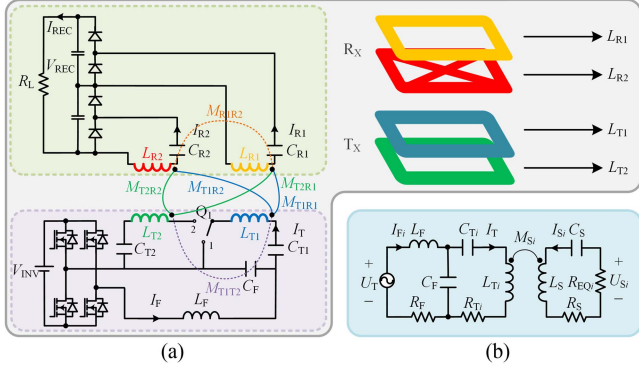 I_REC
V_REC
R_L
I_R2
M_R1R2
I_R1
C_R2
C_R1
L_R2
L_R1
M_T2R2
M_T1R2
M_T2R1
M_T1R1
Q_1
2
1
L_T2
L_T1
I_T
C_T2
C_T1
V_INV
C_F
M_T1T2
I_F
L_F
(a)
R_X
L_R1
L_R2
T_X
L_T1
L_T2
I_Fi
L_F
C_Ti
I_T
M_Si
I_Si
C_S
+
U_T
−
C_F
L_Ti
L_S
R_EQi
+
U_Si
−
R_F
R_Ti
R_S
(b)